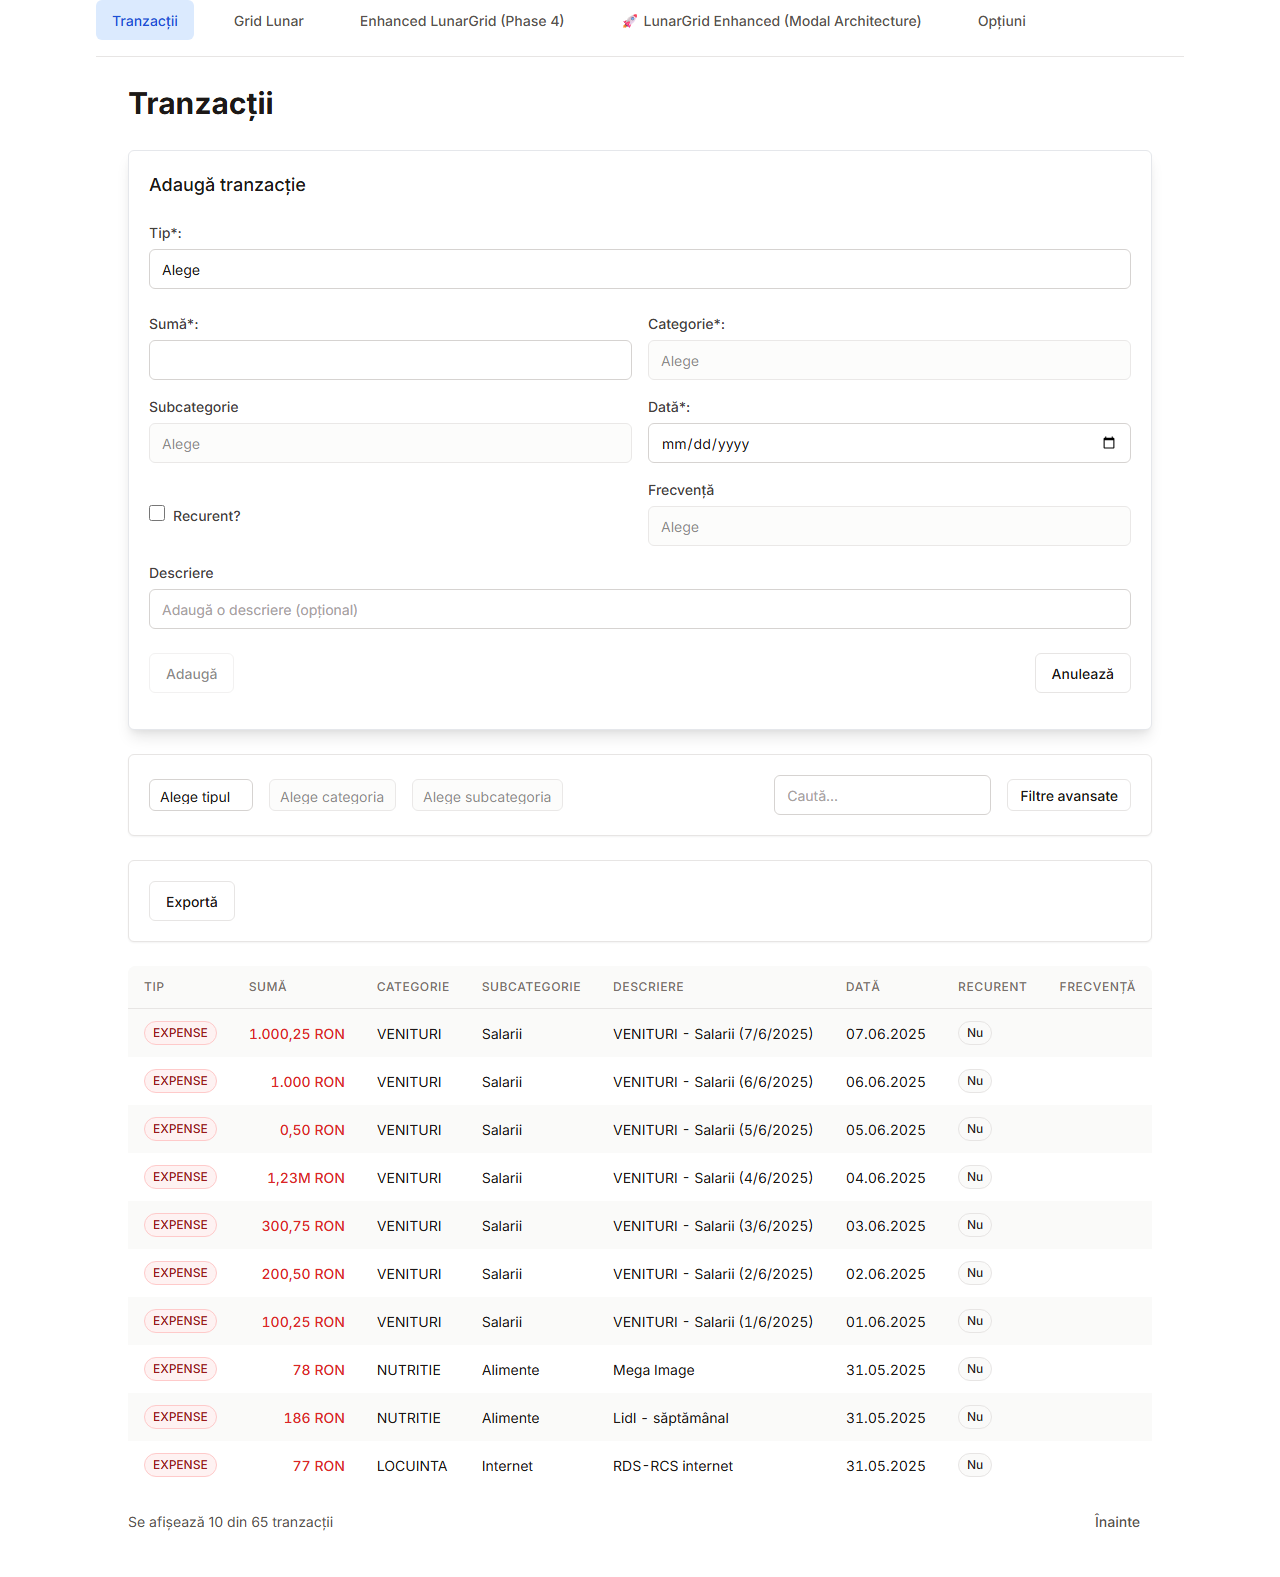 Tranzacții Grid Lunar Enhanced LunarGrid (Phase 4) 🚀 LunarGrid Enhanced (Modal Architecture) Opțiuni
Tranzacții
Adaugă tranzacție
Tip*:
Alege
Sumă*: Categorie*:
Alege
Subcategorie Dată*:
Alege mm/dd/yyyy
Frecvență
Recurent? Alege
Descriere
Adaugă o descriere (opțional)
Adaugă Anulează
Alege tipul Alege categoria Alege subcategoria Caută... Filtre avansate
Exportă
TIP SUMĂ CATEGORIE SUBCATEGORIE DESCRIERE DATĂ RECURENT FRECVENȚĂ
EXPENSE 1.000,25 RON VENITURI Salarii VENITURI - Salarii (7/6/2025) 07.06.2025 Nu
EXPENSE 1.000 RON VENITURI Salarii VENITURI - Salarii (6/6/2025) 06.06.2025 Nu
EXPENSE 0,50 RON VENITURI Salarii VENITURI - Salarii (5/6/2025) 05.06.2025 Nu
EXPENSE 1,23M RON VENITURI Salarii VENITURI - Salarii (4/6/2025) 04.06.2025 Nu
EXPENSE 300,75 RON VENITURI Salarii VENITURI - Salarii (3/6/2025) 03.06.2025 Nu
EXPENSE 200,50 RON VENITURI Salarii VENITURI - Salarii (2/6/2025) 02.06.2025 Nu
EXPENSE 100,25 RON VENITURI Salarii VENITURI - Salarii (1/6/2025) 01.06.2025 Nu
EXPENSE 78 RON NUTRITIE Alimente Mega Image 31.05.2025 Nu
EXPENSE 186 RON NUTRITIE Alimente Lidl - săptămânal 31.05.2025 Nu
EXPENSE 77 RON LOCUINTA Internet RDS-RCS internet 31.05.2025 Nu
Se afișează 10 din 65 tranzacții Înainte